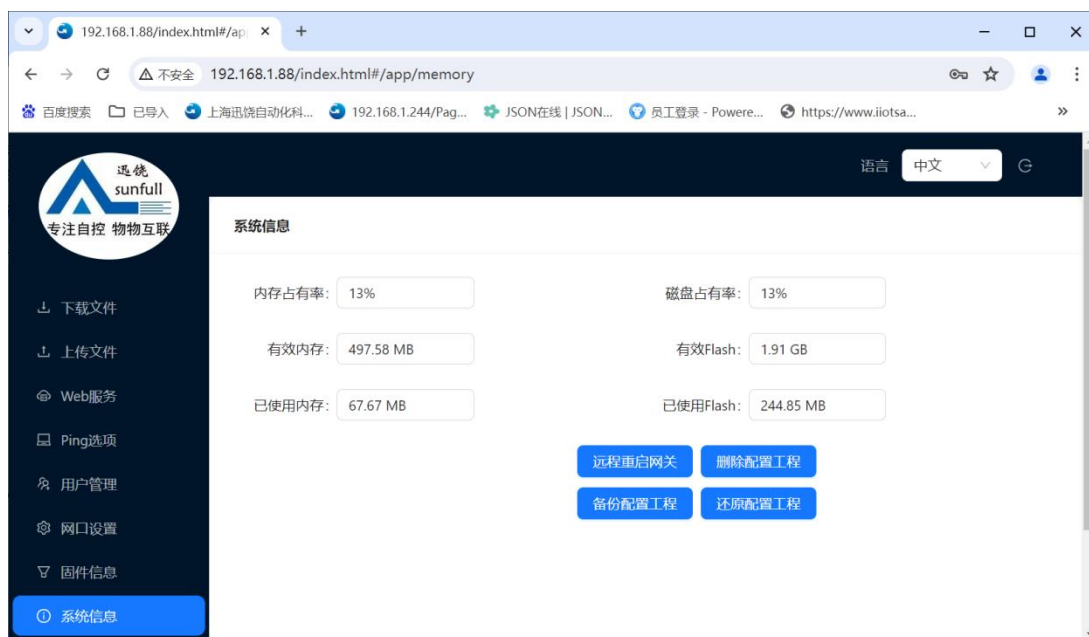 192.168.1.88/index.html#/ap
不安全 192.168.1.88/index.html#/app/memory
百度搜索 已导入 上海迅饶自动化科... 192.168.1.244/Pag... JSON在线 | JSON... 员工登录 - Powere... https://www.iiotsa...
迅饶
sunfull
专注自控 物物互联
语言 中文
系统信息
下载文件
上传文件
Web服务
Ping选项
用户管理
网口设置
固件信息
系统信息
内存占有率: 13% 磁盘占有率: 13%
有效内存: 497.58 MB 有效Flash: 1.91 GB
已使用内存: 67.67 MB 已使用Flash: 244.85 MB
远程重启网关 删除配置工程
备份配置工程 还原配置工程